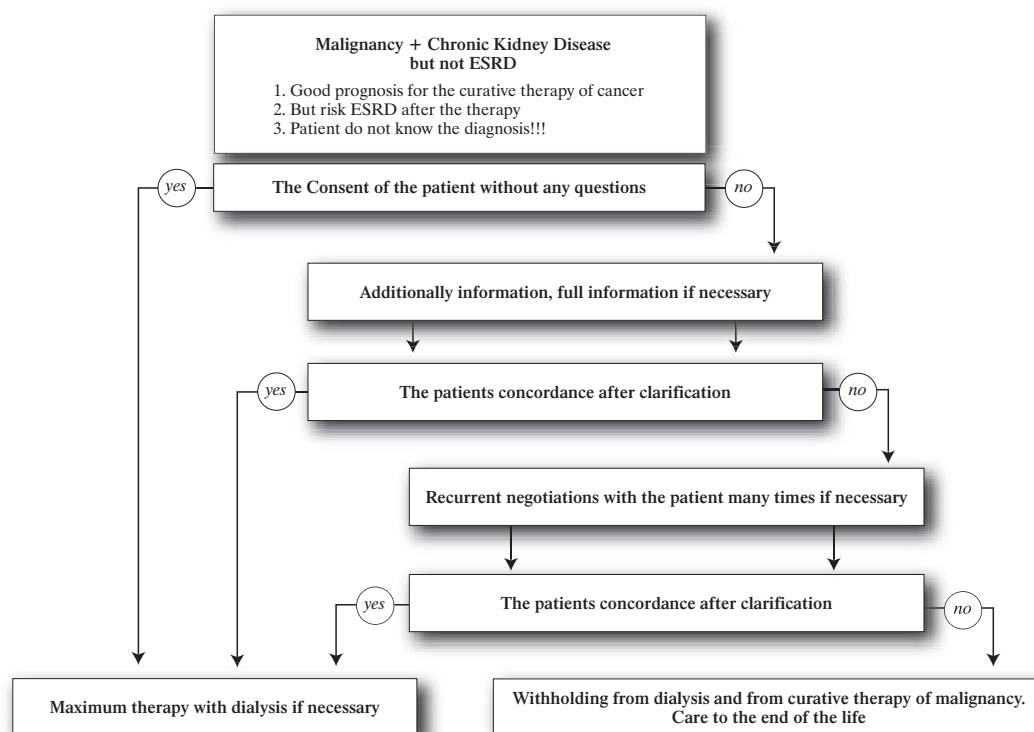 Malignancy + Chronic Kidney Disease
but not ESRD
1. Good prognosis for the curative therapy of cancer
2. But risk ESRD after the therapy
3. Patient do not know the diagnosis!!!
yes
The Consent of the patient without any questions
no
Additionally information, full information if necessary
yes
The patients concordance after clarification
no
Recurrent negotiations with the patient many times if necessary
yes
The patients concordance after clarification
no
Maximum therapy with dialysis if necessary
Withholding from dialysis and from curative therapy of malignancy.
Care to the end of the life